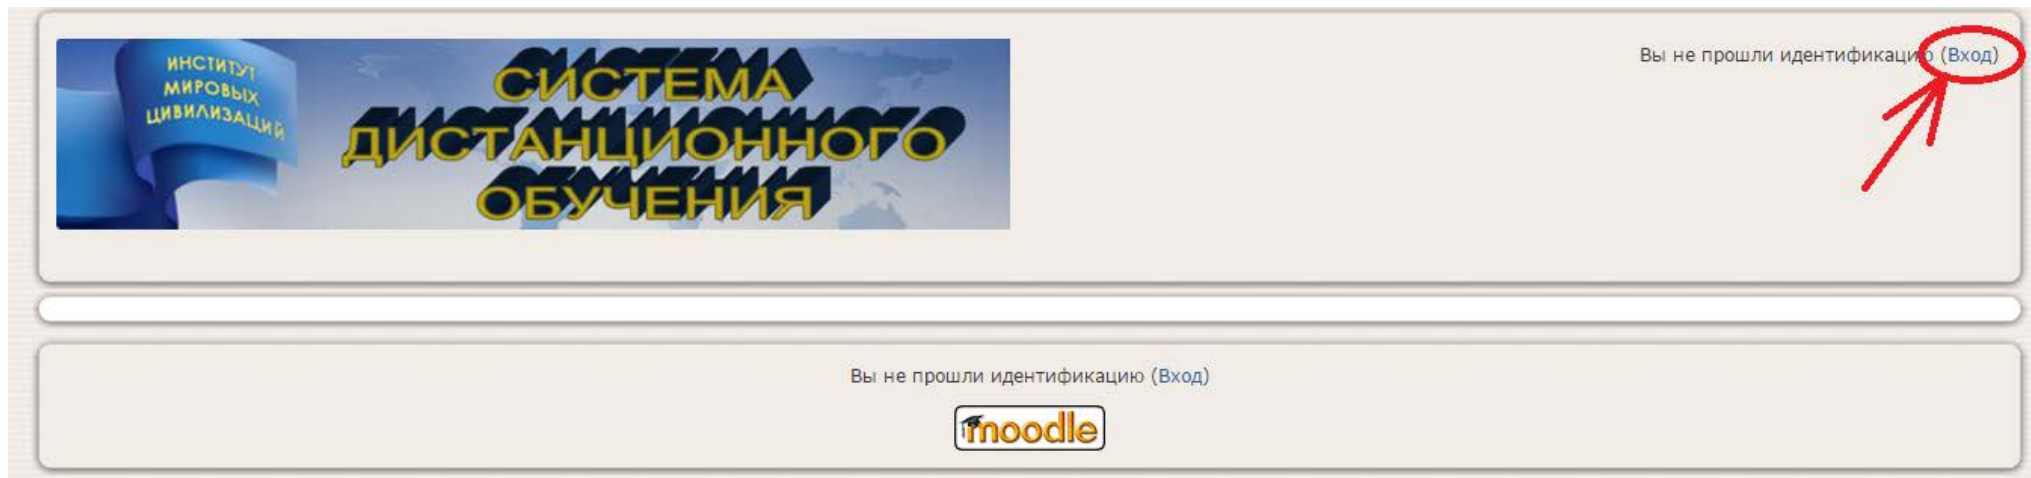 ИНСТИТУТ
МИРОВЫХ
ЦИВИЛИЗАЦИЙ
СИСТЕМА
ДИСТАНЦИОННОГО
ОБУЧЕНИЯ
Вы не прошли идентификацию (Вход)
Вы не прошли идентификацию (Вход)
moodle